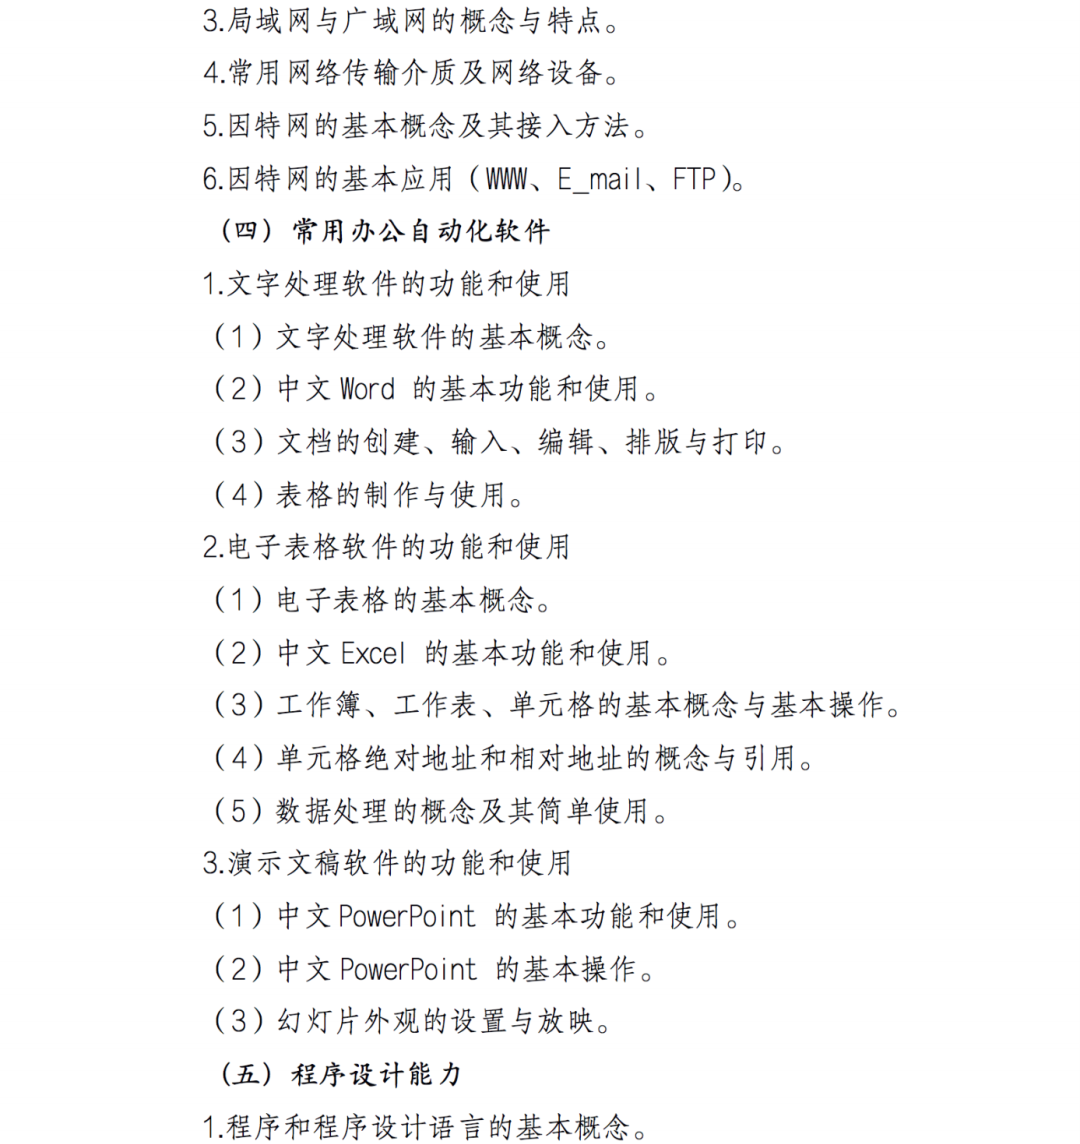 3.局域网与广域网的概念与特点。
4.常用网络传输介质及网络设备。
5.因特网的基本概念及其接入方法。
6.因特网的基本应用（WWW、E_mail、FTP）。
（四）常用办公自动化软件
1.文字处理软件的功能和使用
（1）文字处理软件的基本概念。
（2）中文 Word 的基本功能和使用。
（3）文档的创建、输入、编辑、排版与打印。
（4）表格的制作与使用。
2.电子表格软件的功能和使用
（1）电子表格的基本概念。
（2）中文 Excel 的基本功能和使用。
（3）工作簿、工作表、单元格的基本概念与基本操作。
（4）单元格绝对地址和相对地址的概念与引用。
（5）数据处理的概念及其简单使用。
3.演示文稿软件的功能和使用
（1）中文 PowerPoint 的基本功能和使用。
（2）中文 PowerPoint 的基本操作。
（3）幻灯片外观的设置与放映。
（五）程序设计能力
1.程序和程序设计语言的基本概念。